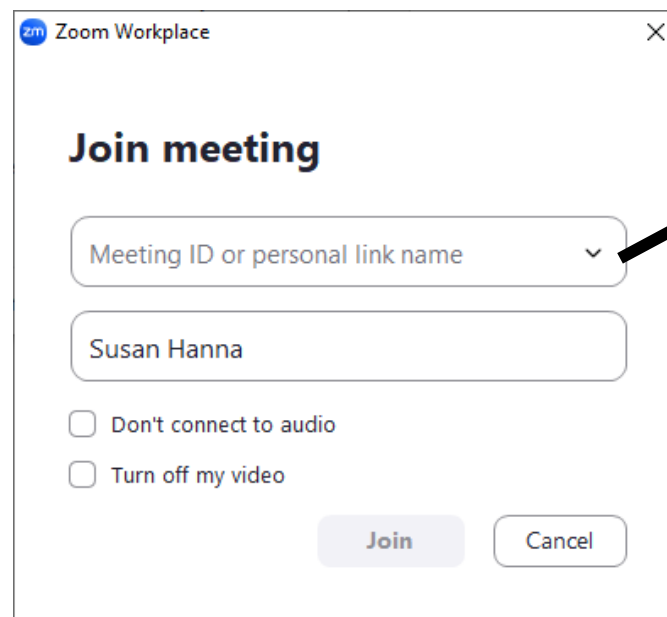 zm Zoom Workplace
Join meeting
Meeting ID or personal link name
Susan Hanna
Don't connect to audio
Turn off my video
Join Cancel